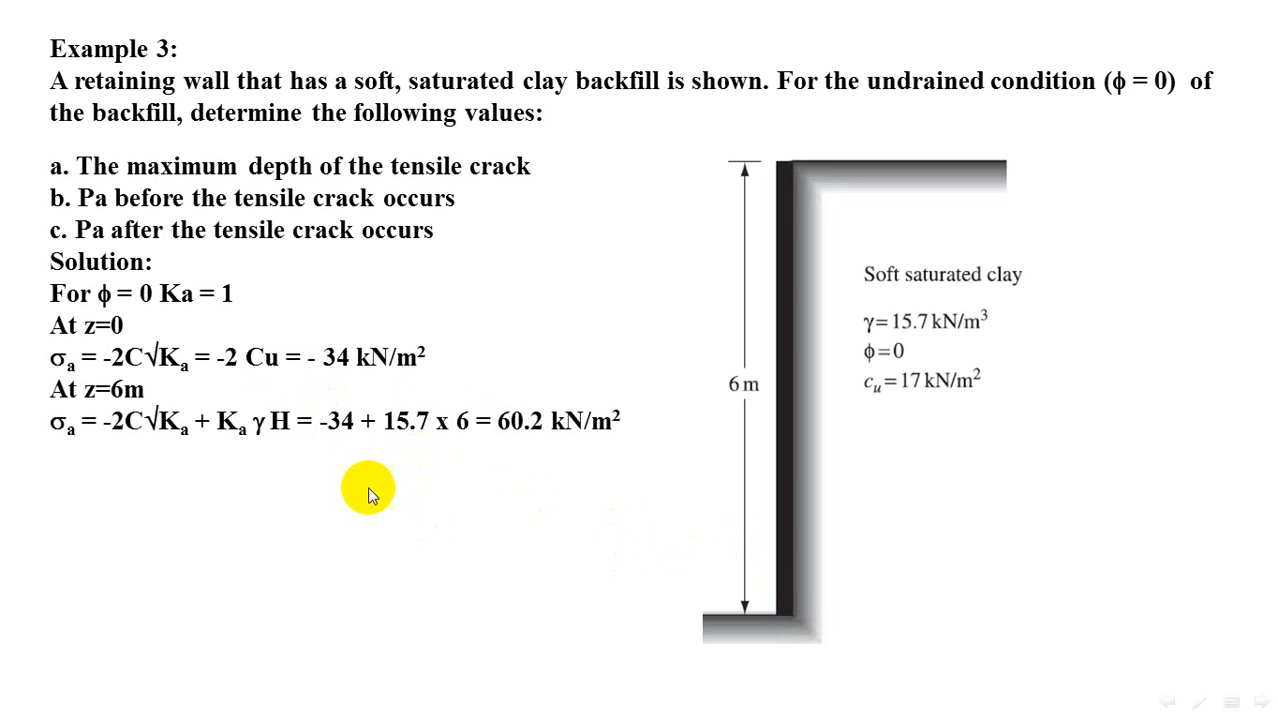 Example 3:
A retaining wall that has a soft, saturated clay backfill is shown. For the undrained condition (ϕ = 0) of
the backfill, determine the following values:
a. The maximum depth of the tensile crack
b. Pa before the tensile crack occurs
c. Pa after the tensile crack occurs
Solution:
For ϕ = 0 Ka = 1
At z=0
σₐ = -2C√Kₐ = -2 Cu = - 34 kN/m²
At z=6m
σₐ = -2C√Kₐ + Kₐ γ H = -34 + 15.7 x 6 = 60.2 kN/m²
6 m
Soft saturated clay
γ = 15.7 kN/m³
ϕ = 0
cᵤ = 17 kN/m²